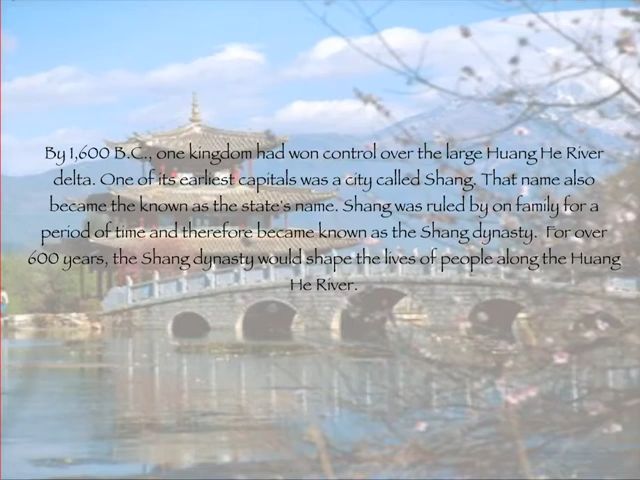 By 1,600 B.C., one kingdom had won control over the large Huang He River
delta. One of its earliest capitals was a city called Shang. That name also
became the known as the state's name. Shang was ruled by on family for a
period of time and therefore became known as the Shang dynasty. For over
600 years, the Shang dynasty would shape the lives of people along the Huang
He River.